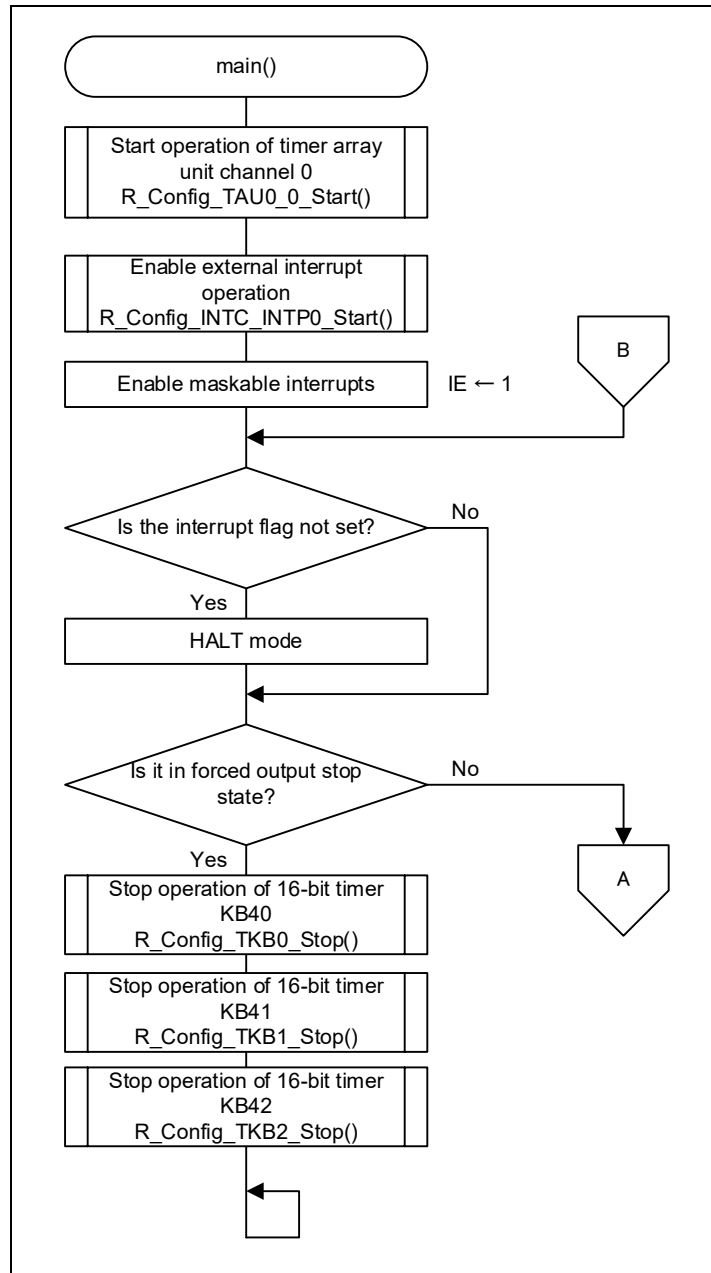 main()
Start operation of timer array
unit channel 0
R_Config_TAU0_0_Start()
Enable external interrupt
operation
R_Config_INTC_INTP0_Start()
B
Enable maskable interrupts
IE ← 1
Is the interrupt flag not set?
No
Yes
HALT mode
Is it in forced output stop
state?
No
Yes
A
Stop operation of 16-bit timer
KB40
R_Config_TKB0_Stop()
Stop operation of 16-bit timer
KB41
R_Config_TKB1_Stop()
Stop operation of 16-bit timer
KB42
R_Config_TKB2_Stop()